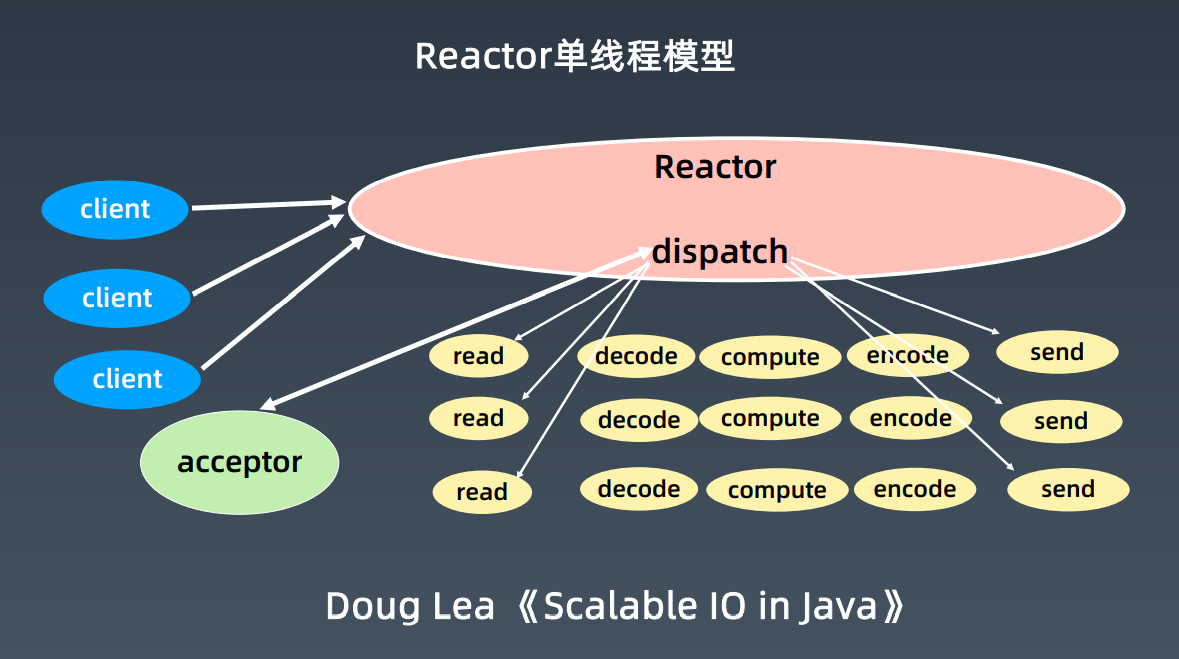 Reactor单线程模型
Reactor
client
dispatch
client
client
read decode compute encode send
read decode compute encode send
acceptor
read decode compute encode send
Doug Lea 《Scalable IO in Java》